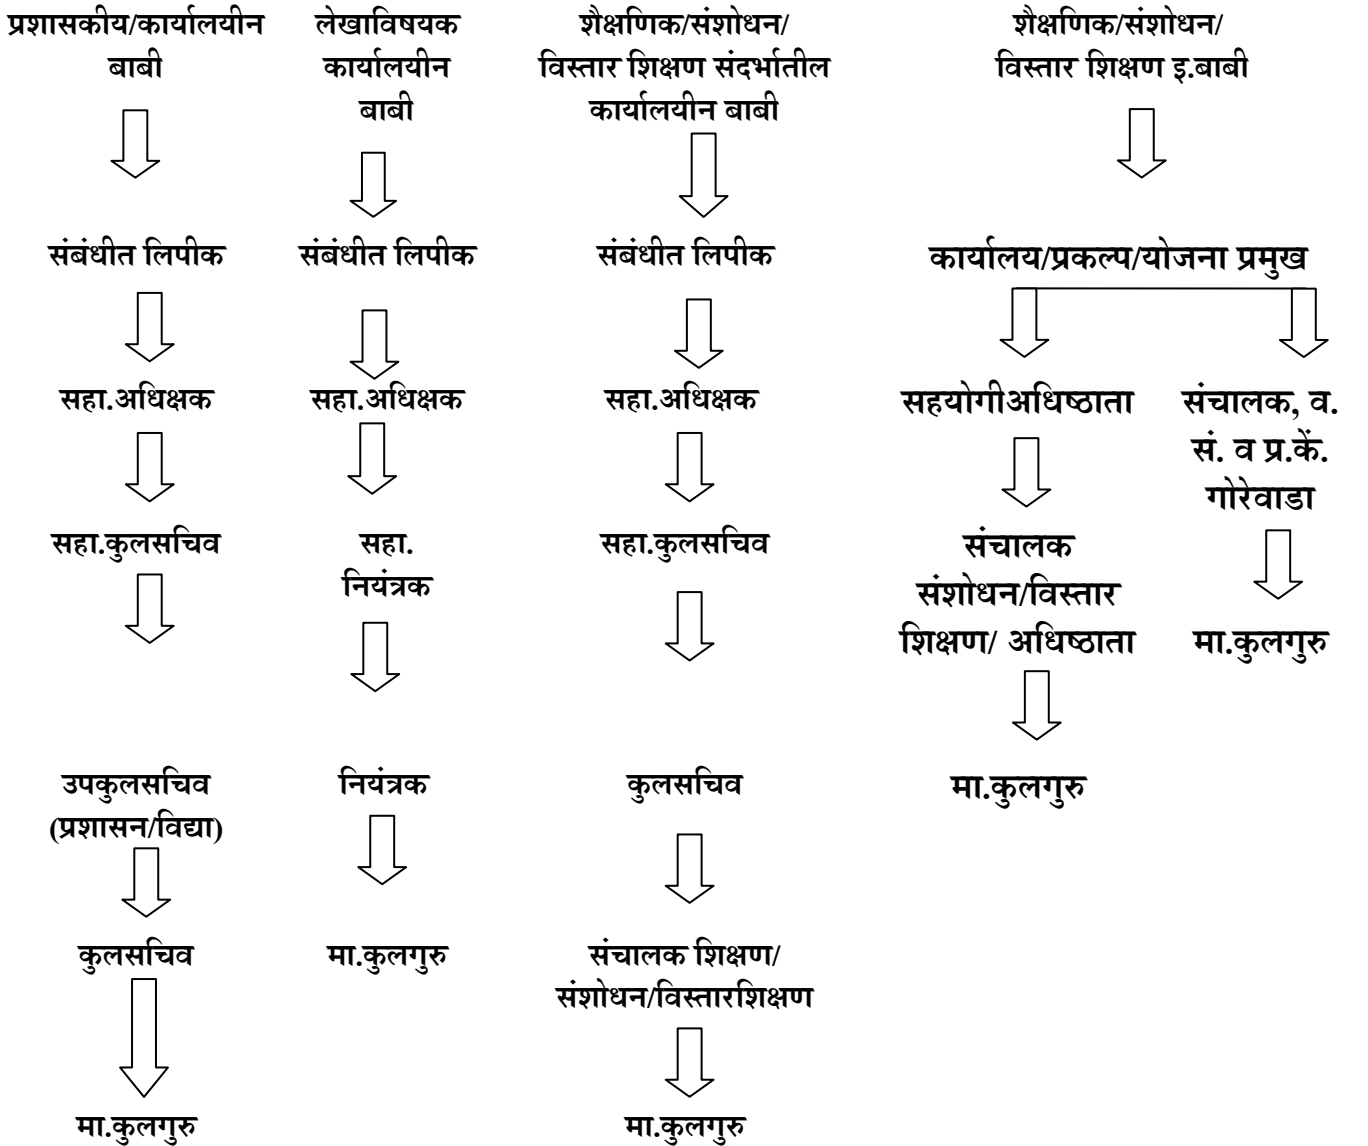 प्रशासकीय/कार्यालयीन
बाबी
संबंधीत लिपीक
सहा.अधिक्षक
सहा.कुलसचिव
उपकुलसचिव
(प्रशासन/विद्या)
कुलसचिव
मा.कुलगुरु
लेखाविषयक
कार्यालयीन
बाबी
संबंधीत लिपीक
सहा.अधिक्षक
सहा.
नियंत्रक
नियंत्रक
मा.कुलगुरु
शैक्षणिक/संशोधन/
विस्तार शिक्षण संदर्भातील
कार्यालयीन बाबी
संबंधीत लिपीक
सहा.अधिक्षक
सहा.कुलसचिव
कुलसचिव
संचालक शिक्षण/
संशोधन/विस्तारशिक्षण
मा.कुलगुरु
शैक्षणिक/संशोधन/
विस्तार शिक्षण इ.बाबी
कार्यालय/प्रकल्प/योजना प्रमुख
सहयोगीअधिष्ठाता
संचालक
संशोधन/विस्तार
शिक्षण/ अधिष्ठाता
मा.कुलगुरु
संचालक, व.
सं. व प्र.कें.
गोरेवाडा
मा.कुलगुरु